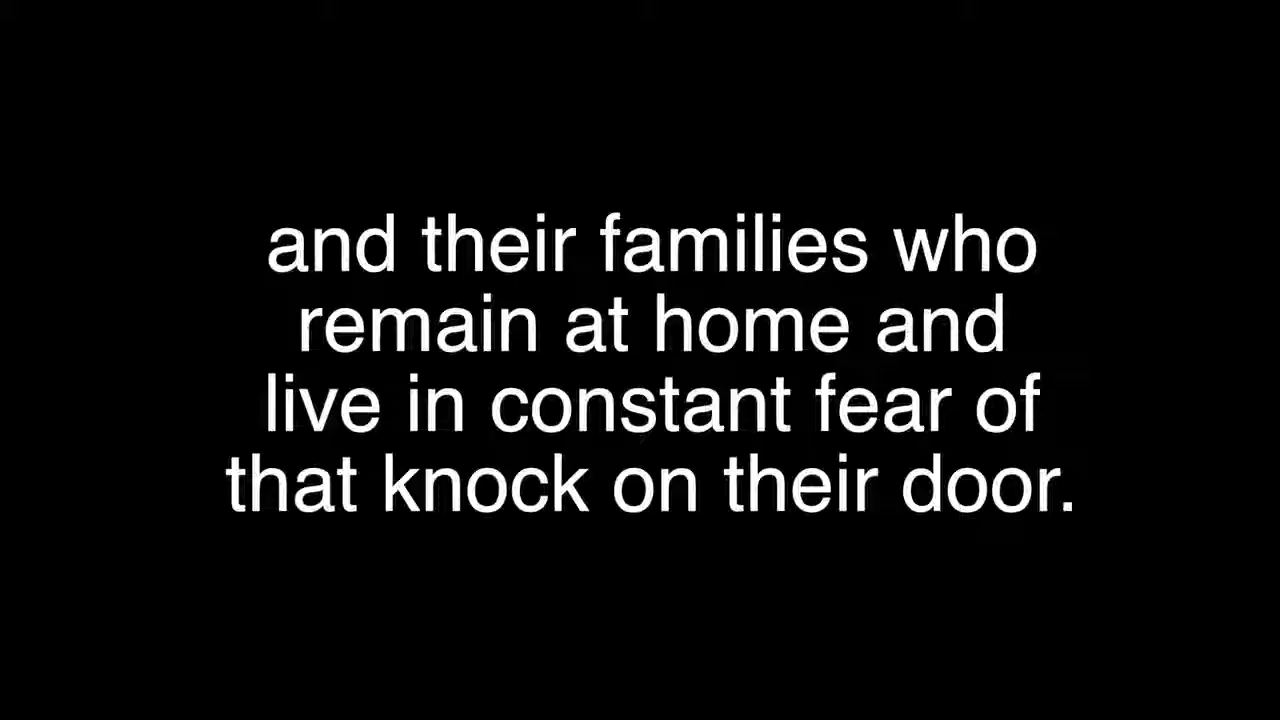 and their families who
remain at home and
live in constant fear of
that knock on their door.